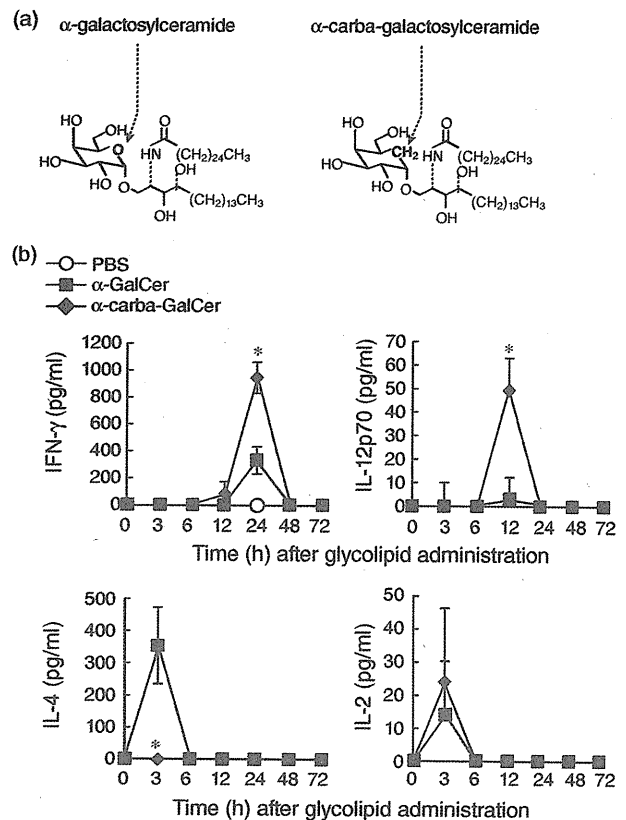 (a)
α-galactosylceramide
α-carba-galactosylceramide
HO OH O
HO O HN (CH2)24CH3
HO OH
O (CH2)13CH3
OH
HO OH O
HO CH2 HN (CH2)24CH3
HO OH
O (CH2)13CH3
OH
(b)
PBS
α-GalCer
α-carba-GalCer
IFN-γ (pg/ml)
1200
1000
800
600
400
200
0
*
0 3 6 12 24 48 72
IL-12p70 (pg/ml)
70
60
50
40
30
20
10
0
*
0 3 6 12 24 48 72
Time (h) after glycolipid administration
IL-4 (pg/ml)
500
400
300
200
100
0
*
0 3 6 12 24 48 72
IL-2 (pg/ml)
50
40
30
20
10
0
0 3 6 12 24 48 72
Time (h) after glycolipid administration